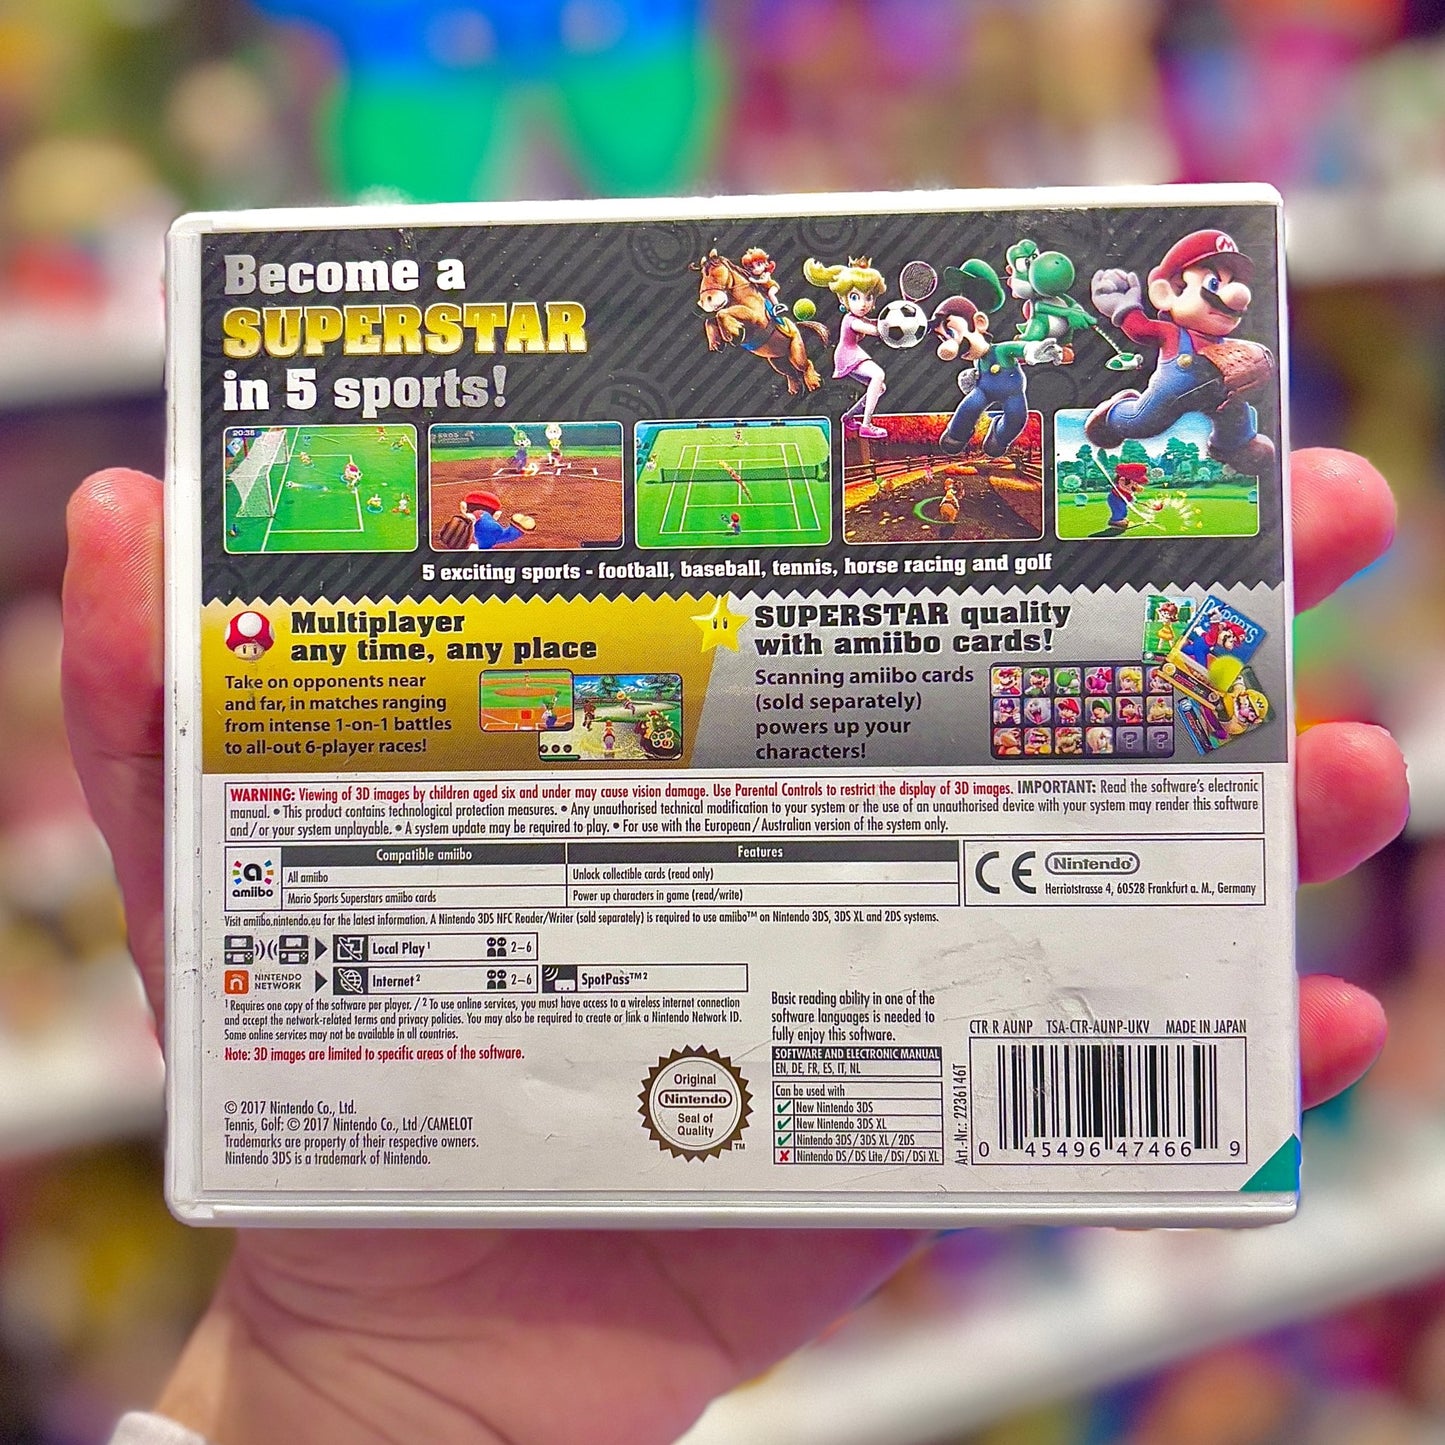 Become a
SUPERSTAR
in 5 sports!
5 exciting sports - football, baseball, tennis, horse racing and golf
Multiplayer
any time, any place
Take on opponents near
and far, in matches ranging
from intense 1-on-1 battles
to all-out 6-player races!
SUPERSTAR quality
with amiibo cards!
Scanning amiibo cards
(sold separately)
powers up your
characters!
WARNING: Viewing of 3D images by children aged six and under may cause vision damage. Use Parental Controls to restrict the display of 3D images. IMPORTANT: Read the software's electronic
manual. • This product contains technological protection measures. • Any unauthorised technical modification to your system or the use of an unauthorised device with your system may render this software
and/or your system unplayable. • A system update may be required to play. • For use with the European/Australian version of the system only.
amiibo
Compatible amiibo Features
All amiibo Unlock collectible cards (read only)
Mario Sports Superstars amiibo cards Power up characters in game (read/write)
CE Nintendo®
Herriotstrasse 4, 60528 Frankfurt a. M., Germany
Visit amiibo.nintendo.eu for the latest information. A Nintendo 3DS NFC Reader/Writer (sold separately) is required to use amiibo™ on Nintendo 3DS, 3DS XL and 2DS systems.
Local Play¹ 2-6
NINTENDO NETWORK Internet² 2-6 SpotPass™²
¹ Requires one copy of the software per player. / ² To use online services, you must have access to a wireless internet connection
and accept the network-related terms and privacy policies. You may also be required to create or link a Nintendo Network ID.
Some online services may not be available in all countries.
Note: 3D images are limited to specific areas of the software.
© 2017 Nintendo Co., Ltd.
Tennis, Golf: © 2017 Nintendo Co., Ltd /CAMELOT
Trademarks are property of their respective owners.
Nintendo 3DS is a trademark of Nintendo.
Original
Nintendo®
Seal of
Quality
TM
Basic reading ability in one of the
software languages is needed to
fully enjoy this software.
SOFTWARE AND ELECTRONIC MANUAL
EN, DE, FR, ES, IT, NL
Can be used with
New Nintendo 3DS
New Nintendo 3DS XL
Nintendo 3DS/3DS XL/2DS
Nintendo DS/DS Lite/DSi/DSi XL
Art.-Nr.: 2236146T
CTR R AUNP TSA-CTR-AUNP-UKV MADE IN JAPAN
0 45496 47466 9